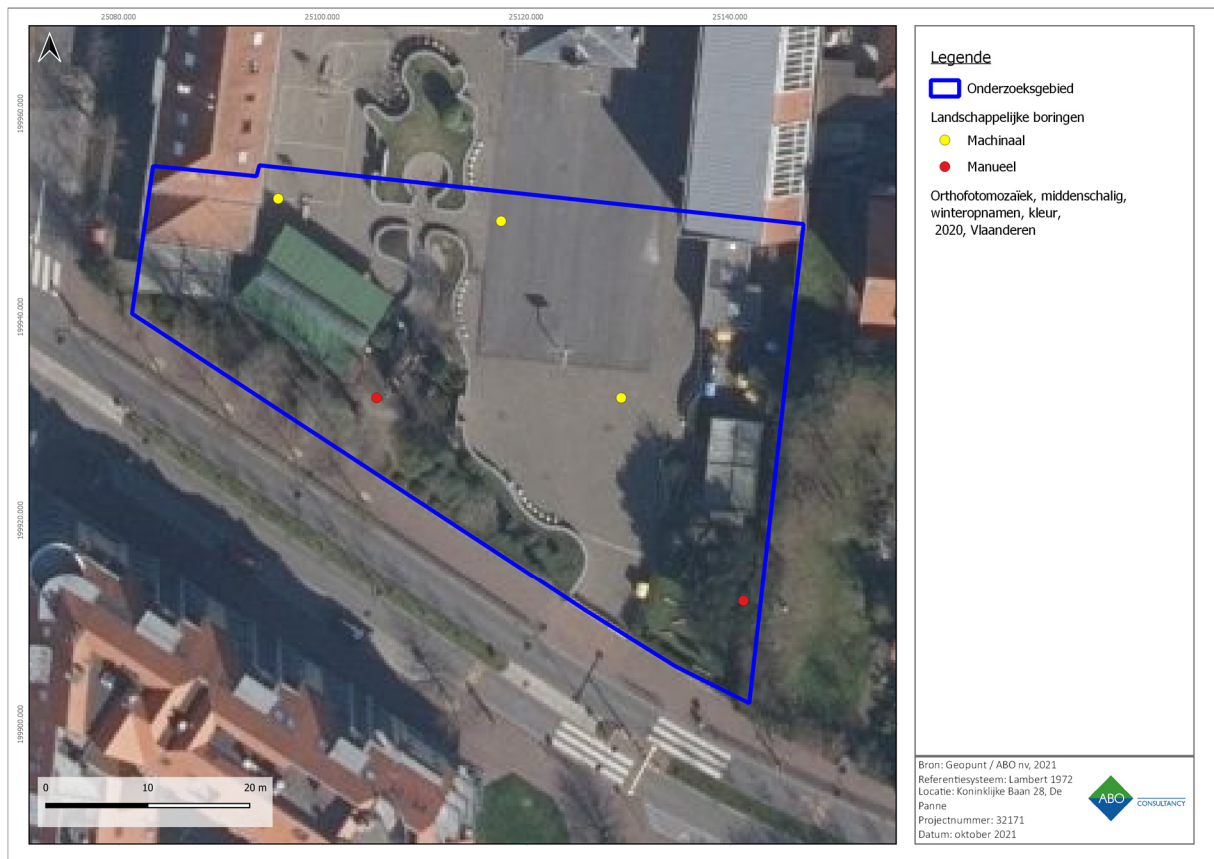 25080.000 25100.000 25120.000 25140.000
199960.000
199940.000
199920.000
199900.000
0 10 20 m
Legende
Onderzoeksgebied
Landschappelijke boringen
Machinaal
Manueel
Orthofotomozaïek, middenschalig,
winteropnamen, kleur,
2020, Vlaanderen
Bron: Geopunt / ABO nv, 2021
Referentiesysteem: Lambert 1972
Locatie: Koninklijke Baan 28, De
Panne
Projectnummer: 32171
Datum: oktober 2021
ABO
CONSULTANCY